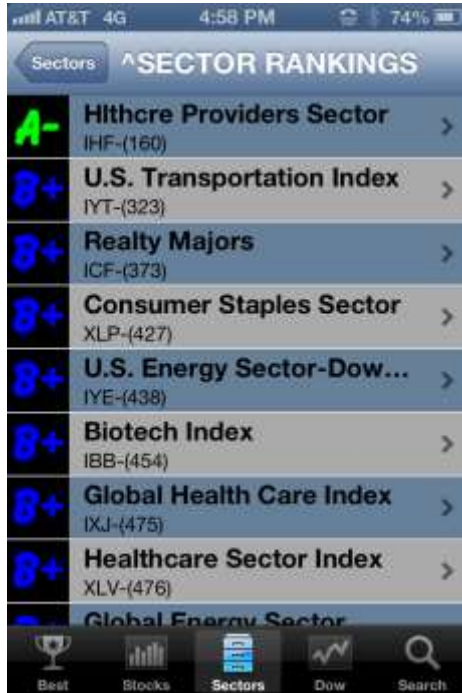 AT&T 4G 4:58 PM 74%
Sectors ^SECTOR RANKINGS
A- Hlthcre Providers Sector
IHF-(160)
B+ U.S. Transportation Index
IYT-(323)
B+ Realty Majors
ICF-(373)
B+ Consumer Staples Sector
XLP-(427)
B+ U.S. Energy Sector-Dow...
IYE-(438)
B+ Biotech Index
IBB-(454)
B+ Global Health Care Index
IXJ-(475)
B+ Healthcare Sector Index
XLV-(476)
Global Energy Sector
Best Stocks Sectors Dow Search